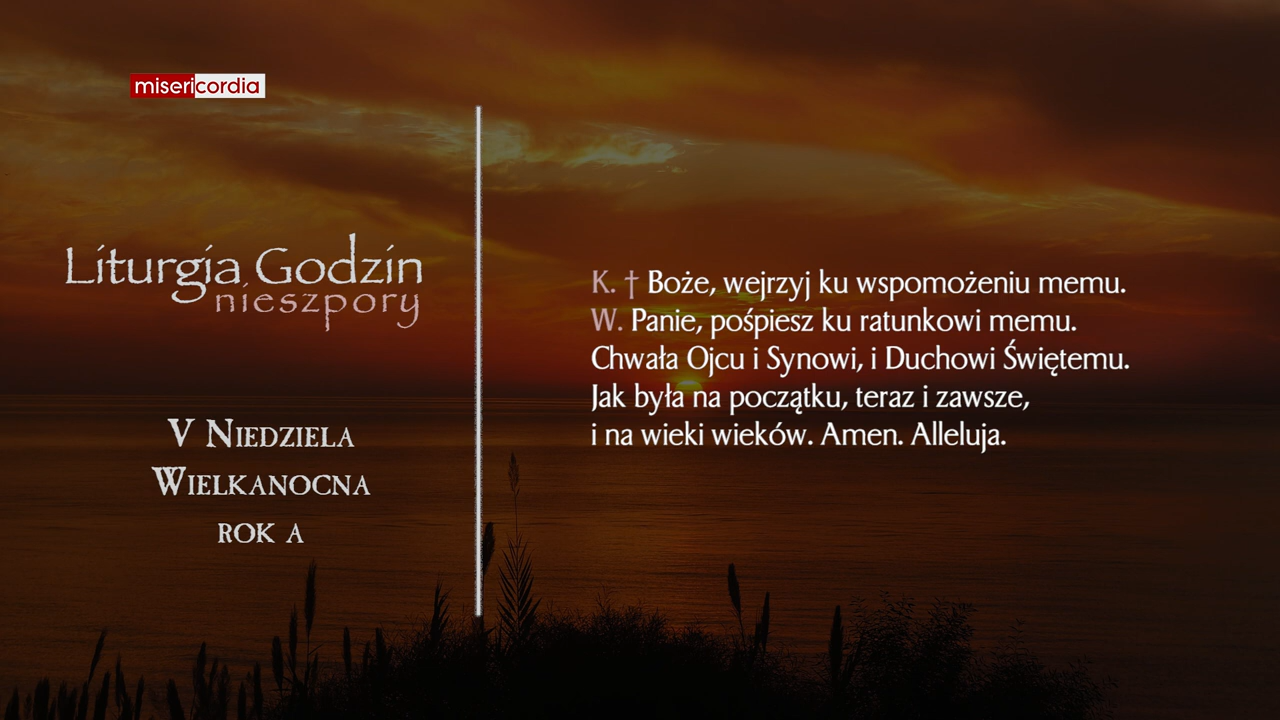 misericordia
Liturgia Godzin
nieszpory
V Niedziela
Wielkanocna
rok A
K. † Boże, wejrzyj ku wspomożeniu memu.
W. Panie, pośpiesz ku ratunkowi memu.
Chwała Ojcu i Synowi, i Duchowi Świętemu.
Jak była na początku, teraz i zawsze,
i na wieki wieków. Amen. Alleluja.